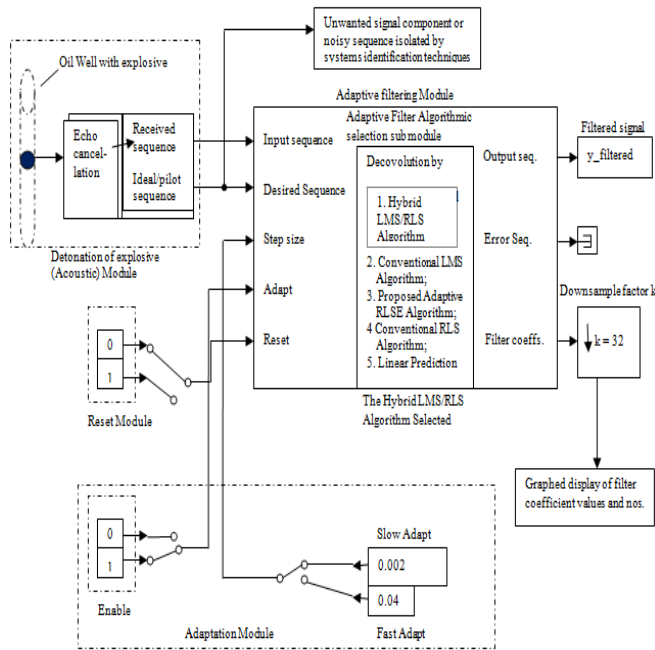 Unwanted signal component or
noisy sequence isolated by
systems identification techniques
Oil Well with explosive
Echo
cancel-
lation
Received
sequence
Ideal/pilot
sequence
Detonation of explosive
(Acoustic) Module
Adaptive filtering Module
Adaptive Filter Algorithmic
selection sub module
Input sequence
Desired Sequence
Step size
Adapt
Reset
Decovolution by
1. Hybrid
LMS/RLS
Algorithm
2. Conventional LMS
Algorithm;
3. Proposed Adaptive
RLSE Algorithm;
4 Conventional RLS
Algorithm;
5. Linear Prediction
Output seq.
Error Seq.
Filter coeffs.
The Hybrid LMS/RLS
Algorithm Selected
Filtered signal
y_filtered
Downsample factor k
k = 32
Graphed display of filter
coefficient values and nos.
0
1
Reset Module
0
1
Enable
Slow Adapt
0.002
0.04
Fast Adapt
Adaptation Module